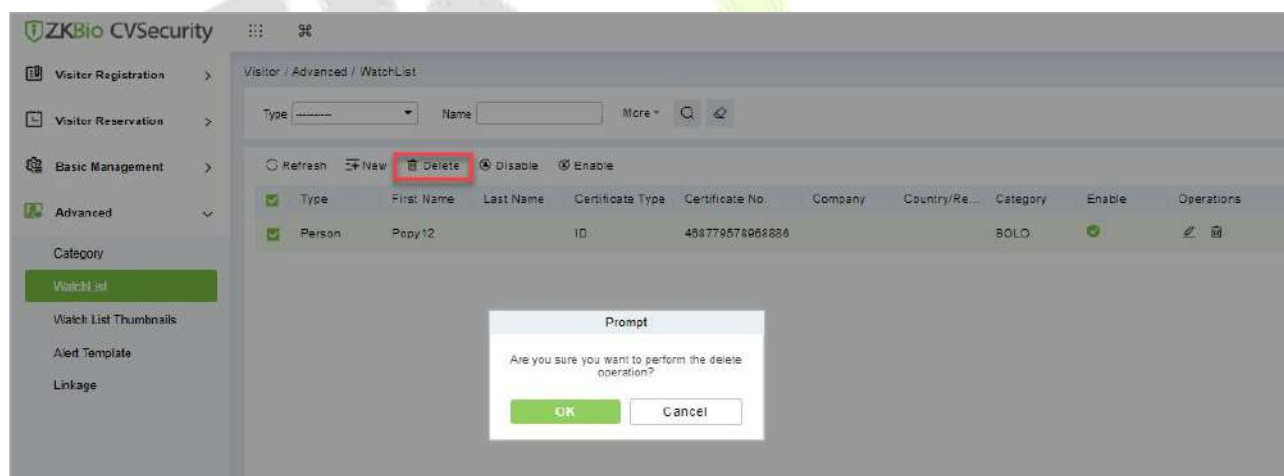 ZKBio CVSecurity
Visitor Registration
Visitor / Advanced / WatchList
Type ---------- Name More
Visitor Reservation
Refresh New Delete Disable Enable
Basic Management
Type First Name Last Name Certificate Type Certificate No. Company Country/Re... Category Enable Operations
Advanced
Person Popy12 ID 468779578968886 BOLO
Category
WatchList
Watch List Thumbnails
Alert Template
Linkage
Prompt
Are you sure you want to perform the delete
operation?
OK Cancel